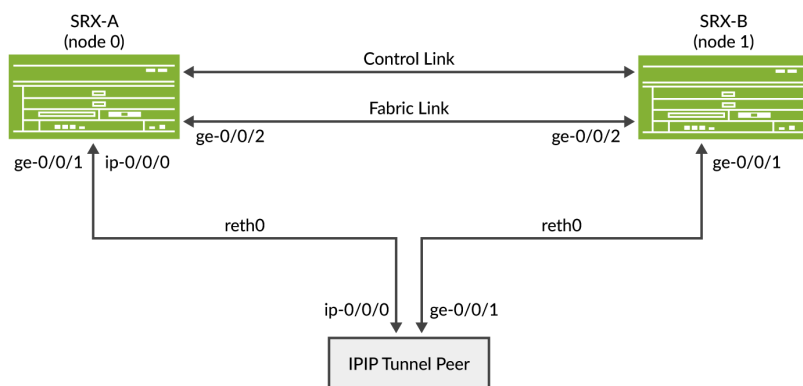 SRX-A
(node 0)
SRX-B
(node 1)
Control Link
Fabric Link
ge-0/0/2
ge-0/0/2
ge-0/0/1
ip-0/0/0
ge-0/0/1
reth0
reth0
ip-0/0/0
ge-0/0/1
IPIP Tunnel Peer